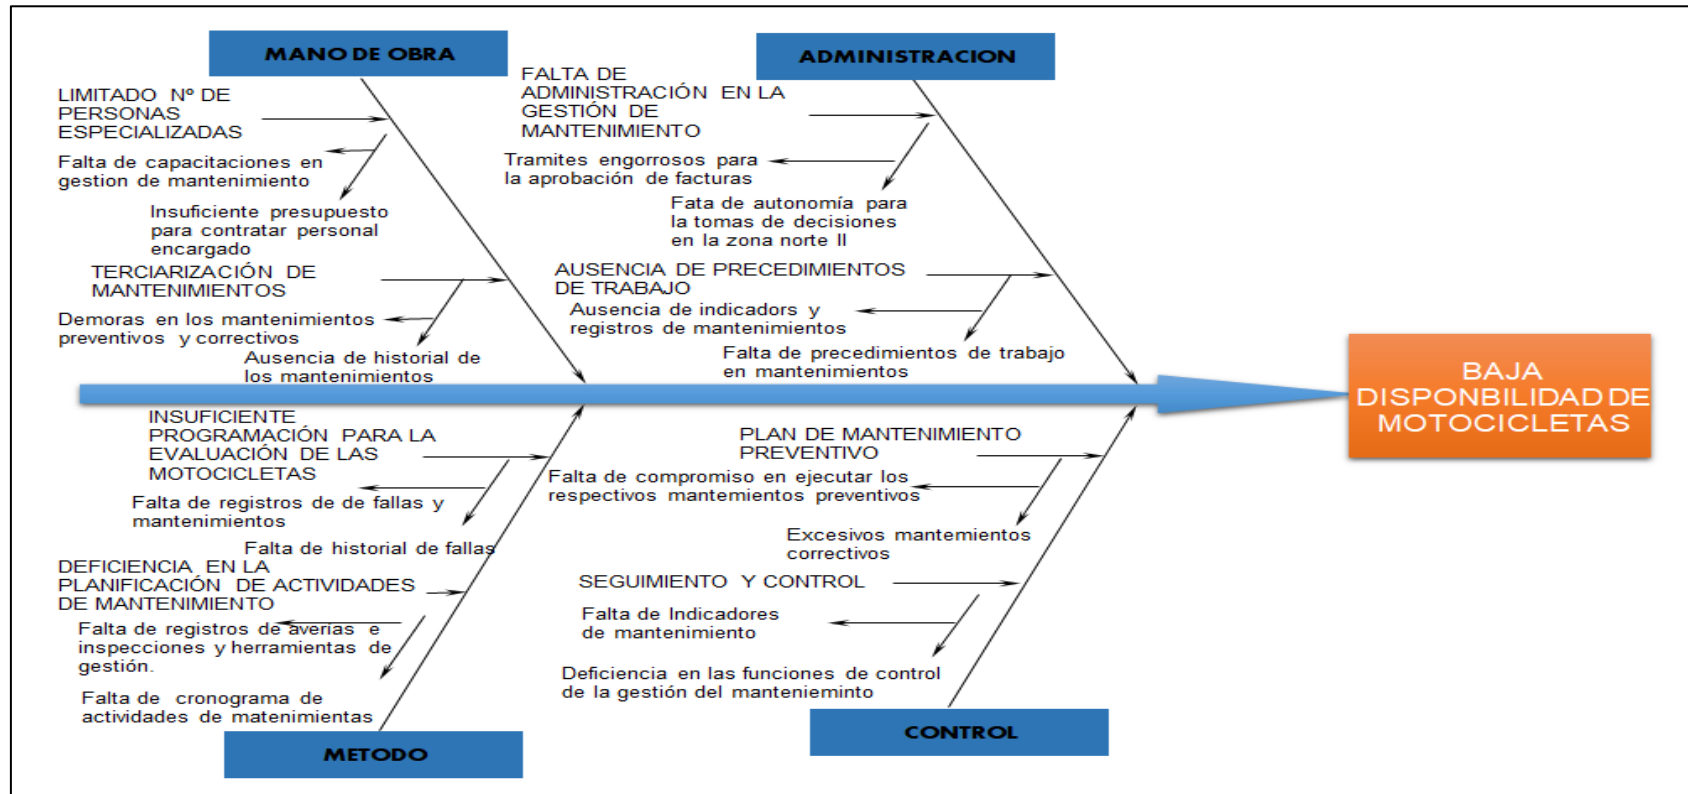 MANO DE OBRA
LIMITADO Nº DE
PERSONAS
ESPECIALIZADAS
Falta de capacitaciones en
gestion de mantenimiento
Insuficiente presupuesto
para contratar personal
encargado
TERCIARIZACIÓN DE
MANTENIMIENTOS
Demoras en los mantenimientos
preventivos y correctivos
Ausencia de historial de
los mantenimientos
ADMINISTRACION
FALTA DE
ADMINISTRACIÓN EN LA
GESTIÓN DE
MANTENIMIENTO
Tramites engorrosos para
la aprobación de facturas
Fata de autonomía para
la tomas de decisiones
en la zona norte II
AUSENCIA DE PRECEDIMIENTOS
DE TRABAJO
Ausencia de indicadors y
registros de mantenimientos
Falta de precedimientos de trabajo
en mantenimientos
BAJA
DISPONBILIDAD DE
MOTOCICLETAS
INSUFICIENTE
PROGRAMACIÓN PARA LA
EVALUACIÓN DE LAS
MOTOCICLETAS
Falta de registros de de fallas y
mantenimientos
Falta de historial de fallas
DEFICIENCIA EN LA
PLANIFICACIÓN DE ACTIVIDADES
DE MANTENIMIENTO
Falta de registros de averias e
inspecciones y herramientas de
gestión.
Falta de cronograma de
actividades de matenimientas
METODO
PLAN DE MANTENIMIENTO
PREVENTIVO
Falta de compromiso en ejecutar los
respectivos mantemientos preventivos
Excesivos mantemientos
correctivos
SEGUIMIENTO Y CONTROL
Falta de Indicadores
de mantenimiento
Deficiencia en las funciones de control
de la gestión del mantenieminto
CONTROL